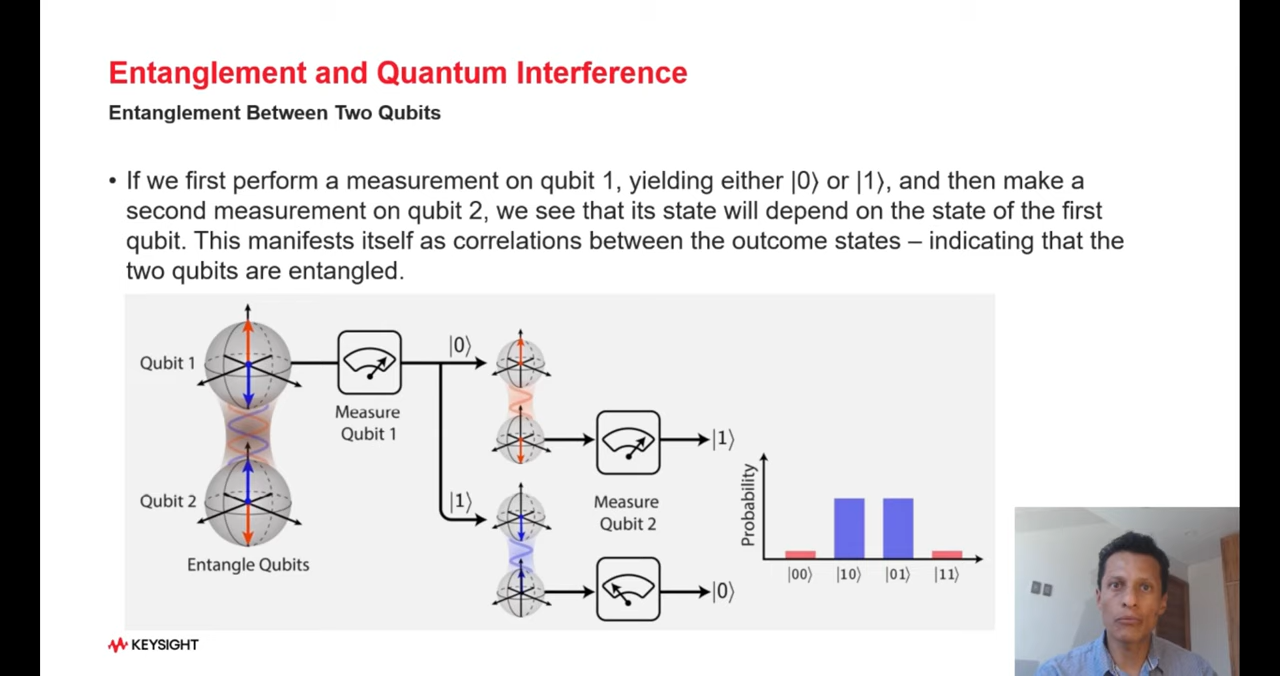 Entanglement and Quantum Interference
Entanglement Between Two Qubits
• If we first perform a measurement on qubit 1, yielding either |0⟩ or |1⟩, and then make a
second measurement on qubit 2, we see that its state will depend on the state of the first
qubit. This manifests itself as correlations between the outcome states – indicating that the
two qubits are entangled.
Qubit 1
Measure
Qubit 1
|0⟩
|1⟩
Qubit 2
Entangle Qubits
|1⟩
Measure
Qubit 2
|0⟩
Probability
|00⟩ |10⟩ |01⟩ |11⟩
KEYSIGHT